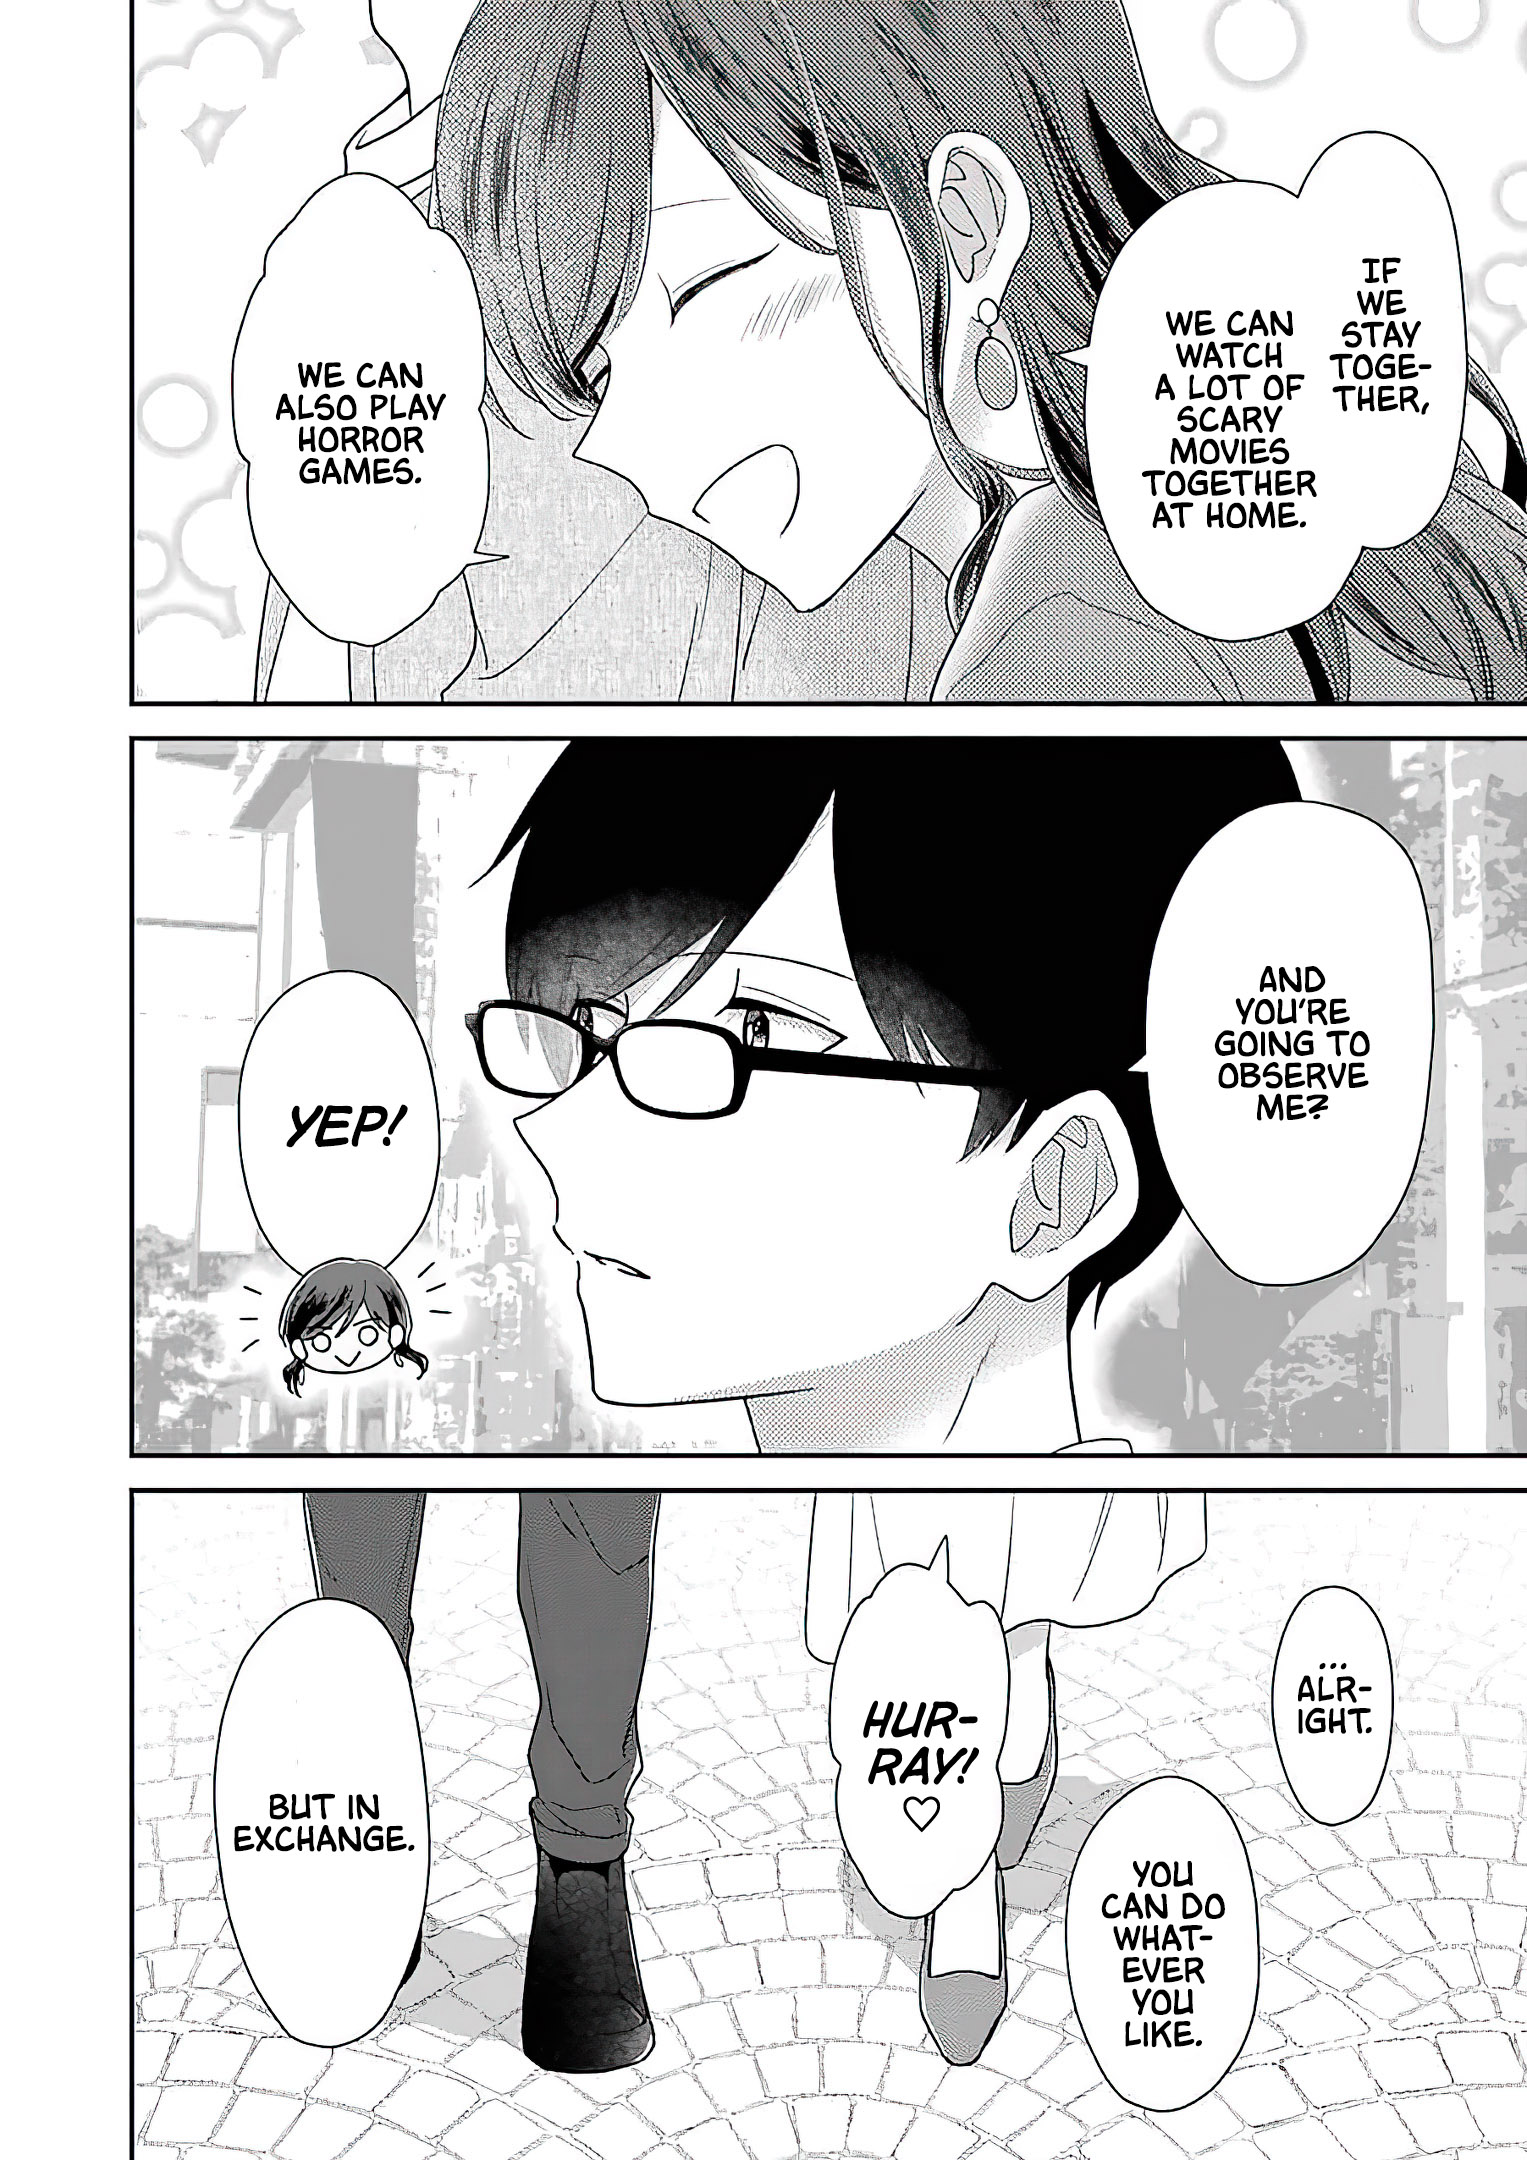 IF
WE
STAY
TOGE-
THER,
WE CAN
WATCH
A LOT OF
SCARY
MOVIES
TOGETHER
AT HOME.
WE CAN
ALSO PLAY
HORROR
GAMES.
AND
YOU'RE
GOING TO
OBSERVE
ME?
YEP!
...
ALR-
IGHT.
YOU
CAN DO
WHAT-
EVER
YOU
LIKE.
HUR-
RAY!
♡
BUT IN
EXCHANGE.